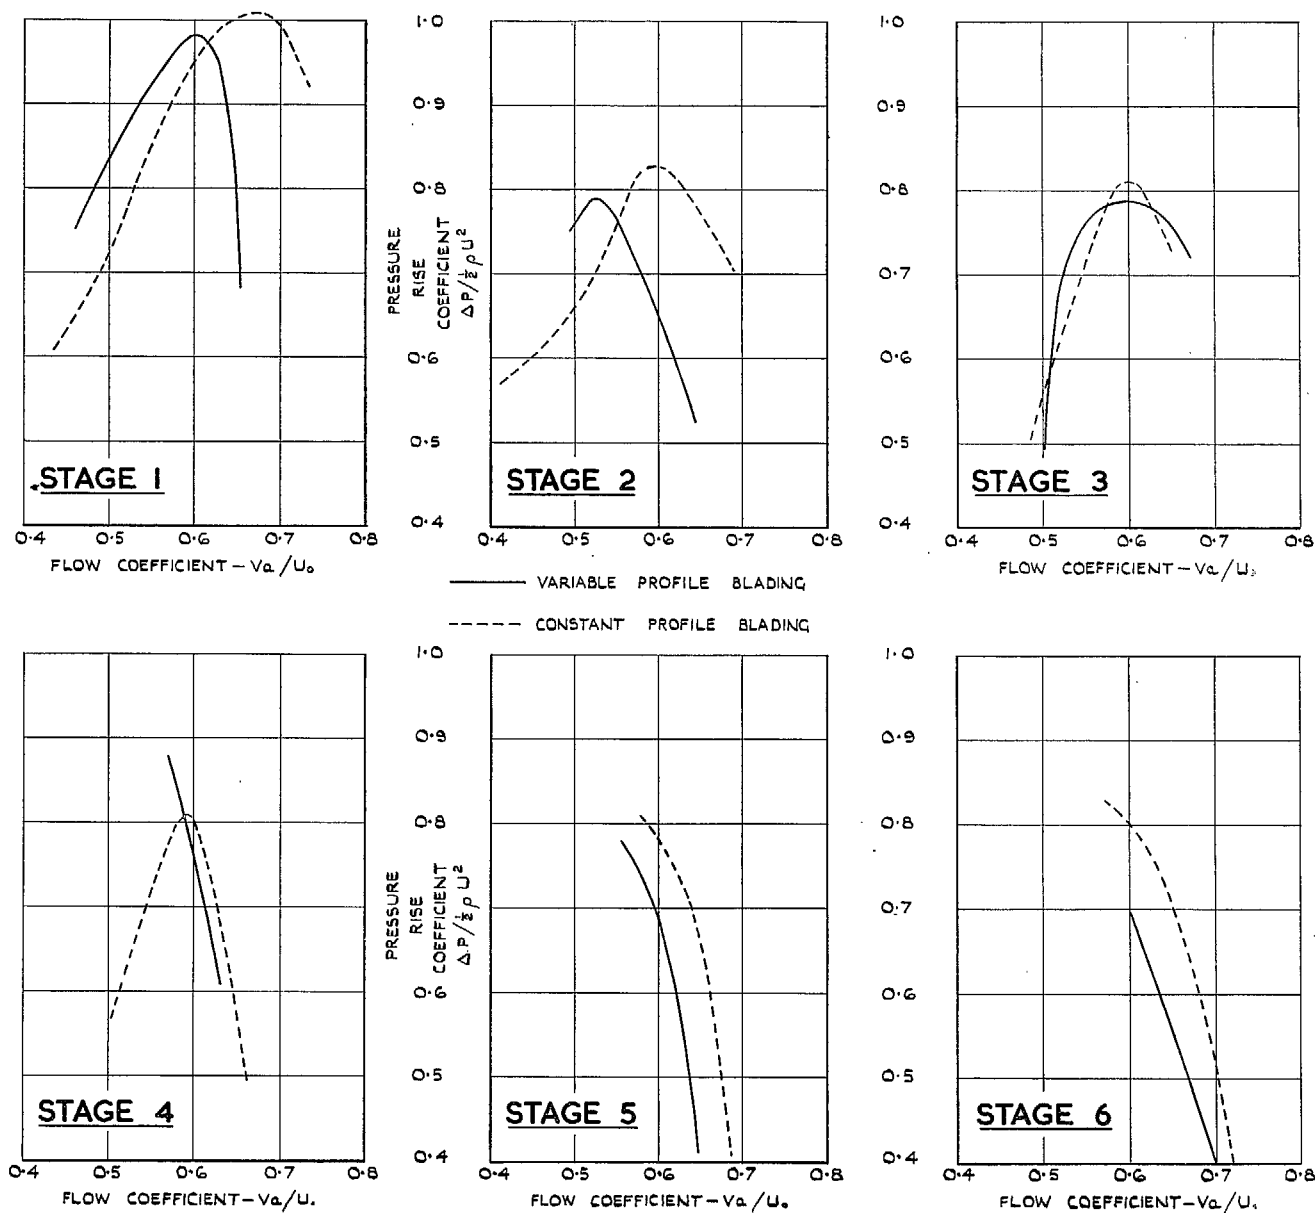 1.0
0.9
0.8
PRESSURE
RISE
COEFFICIENT
ΔP/½ρU²
0.6
0.5
0.4
STAGE 1
0.4 0.5 0.6 0.7 0.8
FLOW COEFFICIENT - Va/U₀
STAGE 2
0.4 0.5 0.6 0.7 0.8
1.0
0.9
0.8
0.7
0.6
0.5
0.4
STAGE 3
0.4 0.5 0.6 0.7 0.8
FLOW COEFFICIENT - Va/U
VARIABLE PROFILE BLADING
CONSTANT PROFILE BLADING
1.0
0.9
0.8
PRESSURE
RISE
COEFFICIENT
Δ.P/½ρU²
0.6
0.5
0.4
STAGE 4
0.4 0.5 0.6 0.7 0.8
FLOW COEFFICIENT - Va/U.
STAGE 5
0.4 0.5 0.6 0.7 0.8
FLOW COEFFICIENT - Va/U₀
1.0
0.9
0.8
0.7
0.6
0.5
0.4
STAGE 6
0.4 0.5 0.6 0.7 0.8
FLOW COEFFICIENT - Va/U